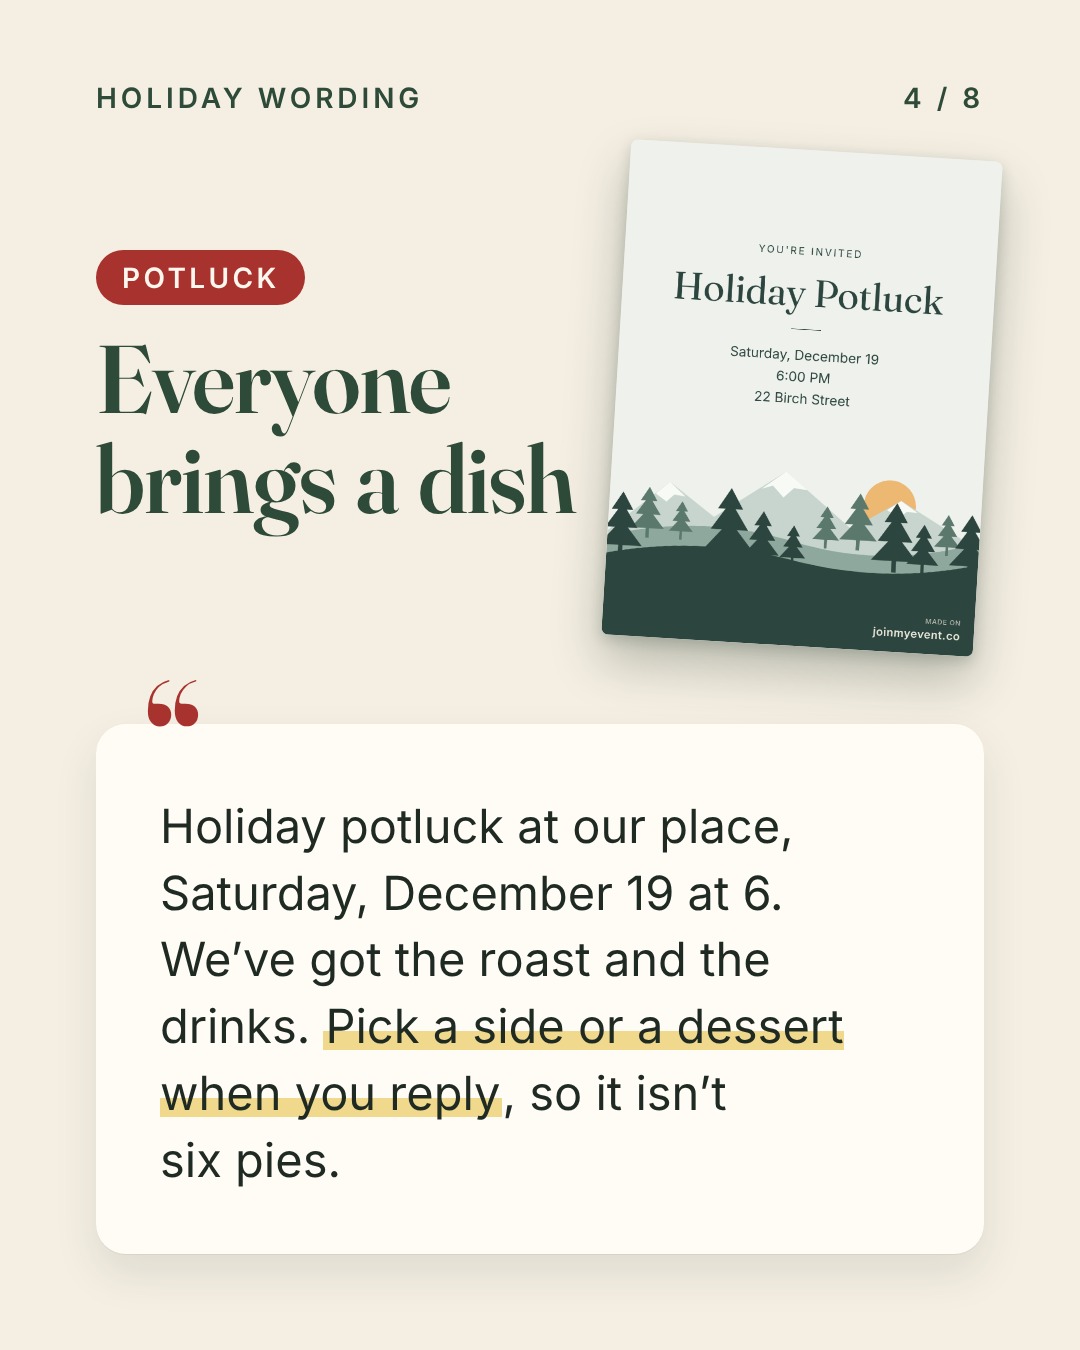 HOLIDAY WORDING
4 / 8
POTLUCK
Everyone
brings a dish
YOU'RE INVITED
Holiday Potluck
Saturday, December 19
6:00 PM
22 Birch Street
MADE ON
joinmyevent.co
“
Holiday potluck at our place,
Saturday, December 19 at 6.
We’ve got the roast and the
drinks. Pick a side or a dessert
when you reply, so it isn’t
six pies.